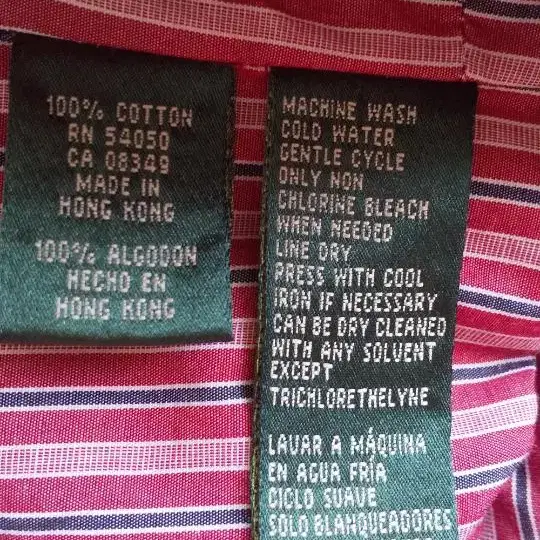 100% COTTON
RN 54050
CA 08349
MADE IN
HONG KONG
100% ALGODON
HECHO EN
HONG KONG
MACHINE WASH
COLD WATER
GENTLE CYCLE
ONLY NON
CHLORINE BLEACH
WHEN NEEDED
LINE DRY
PRESS WITH COOL
IRON IF NECESSARY
CAN BE DRY CLEANED
WITH ANY SOLVENT
EXCEPT
TRICHLORETHELYNE
LAVAR A MÁQUINA
EN AGUA FRÍA
CICLO SUAVE
SOLO BLANQUEADORES